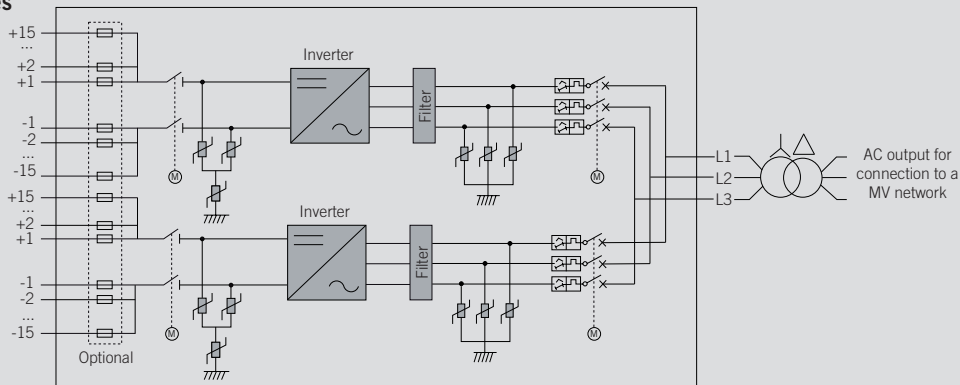 es
+15
...
+2
+1
-1
-2
...
-15
+15
...
+2
+1
-1
-2
...
-15
Optional
Inverter
Filter
M
M
Inverter
Filter
M
M
L1
L2
L3
AC output for
connection to a
MV network